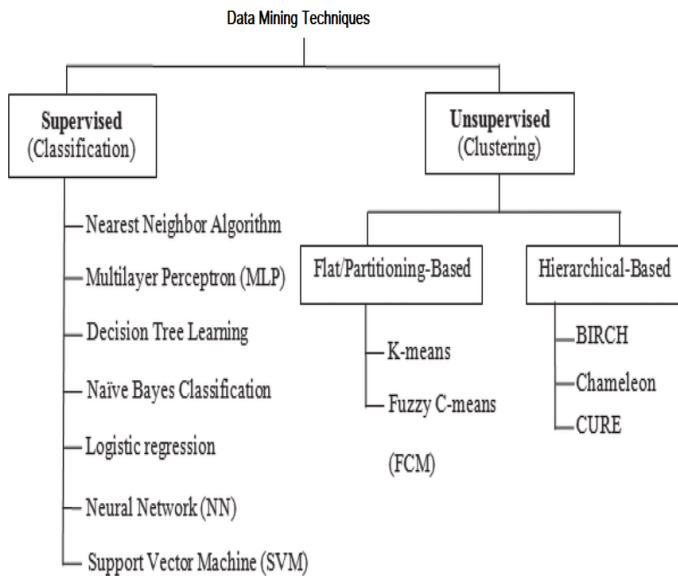 Data Mining Techniques
Supervised
(Classification)
Nearest Neighbor Algorithm
Multilayer Perceptron (MLP)
Decision Tree Learning
Naïve Bayes Classification
Logistic regression
Neural Network (NN)
Support Vector Machine (SVM)
Unsupervised
(Clustering)
Flat/Partitioning-Based
K-means
Fuzzy C-means
(FCM)
Hierarchical-Based
BIRCH
Chameleon
CURE